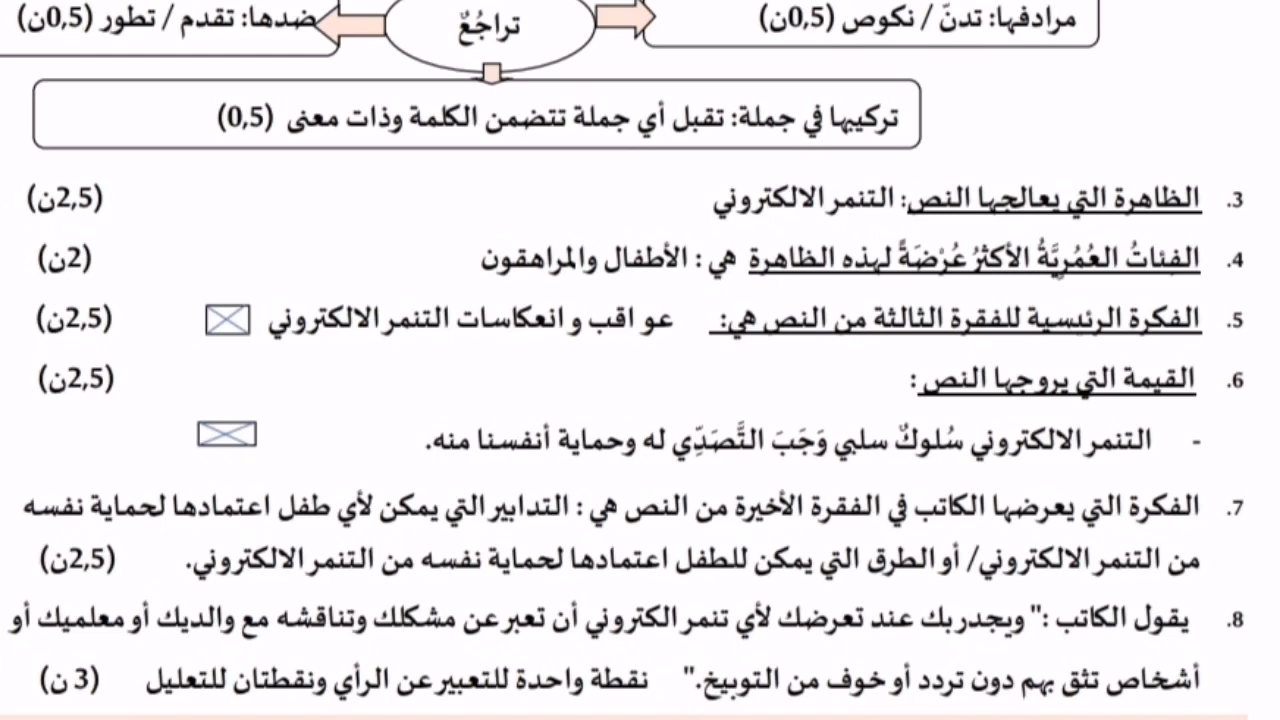 مرادفها: تدنّ / نكوص (0,5ن)
تراجُعٌ
ضدها: تقدم / تطور (0,5ن)
تركيبها في جملة: تقبل أي جملة تتضمن الكلمة وذات معنى (0,5)
3. الظاهرة التي يعالجها النص: التنمر الالكتروني (2,5ن)
4. الفئاتُ العُمُرِيَّةُ الأكثرُ عُرْضَةً لهذه الظاهرة هي : الأطفال والمراهقون (2ن)
5. الفكرة الرئيسية للفقرة الثالثة من النص هي: عواقب وانعكاسات التنمر الالكتروني (2,5ن)
6. القيمة التي يروجها النص : (2,5ن)
- التنمر الالكتروني سُلوكٌ سلبي وَجَبَ التَّصَدِّي له وحماية أنفسنا منه.
7. الفكرة التي يعرضها الكاتب في الفقرة الأخيرة من النص هي : التدابير التي يمكن لأي طفل اعتمادها لحماية نفسه
من التنمر الالكتروني/ أو الطرق التي يمكن للطفل اعتمادها لحماية نفسه من التنمر الالكتروني. (2,5ن)
8. يقول الكاتب :" ويجدر بك عند تعرضك لأي تنمر الكتروني أن تعبر عن مشكلك وتناقشه مع والديك أو معلميك أو
أشخاص تثق بهم دون تردد أو خوف من التوبيخ." نقطة واحدة للتعبير عن الرأي ونقطتان للتعليل (3 ن)